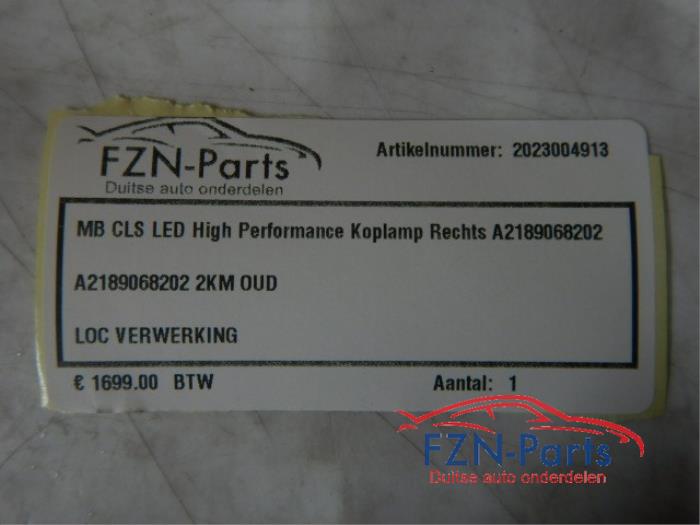 FZN-Parts
Duitse auto onderdelen
Artikelnummer: 2023004913
MB CLS LED High Performance Koplamp Rechts A2189068202
A2189068202 2KM OUD
LOC VERWERKING
€ 1699.00 BTW
Aantal: 1
FZN-Parts
Duitse auto onderdelen